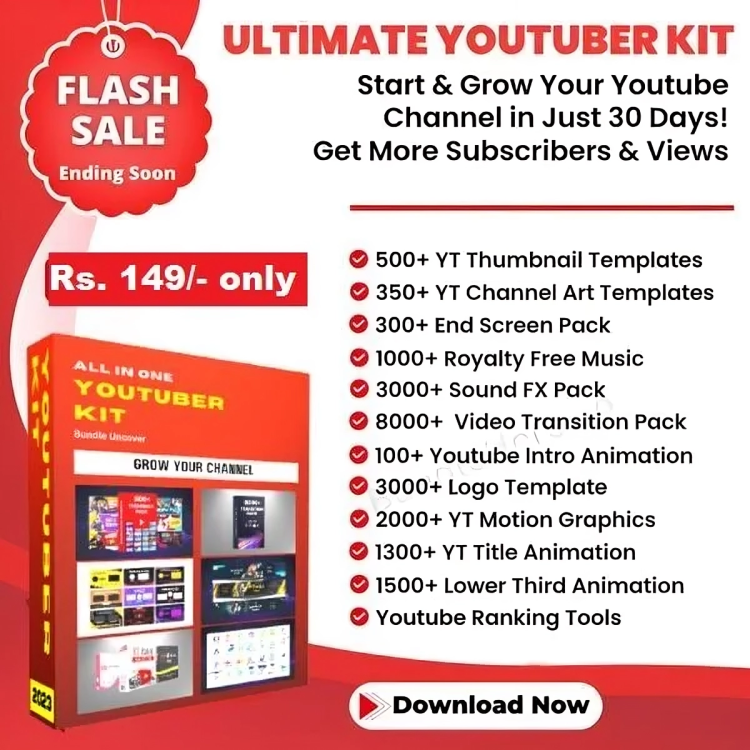 FLASH
SALE
Ending Soon
ULTIMATE YOUTUBER KIT
Start & Grow Your Youtube
Channel in Just 30 Days!
Get More Subscribers & Views
Rs. 149/- only
500+ YT Thumbnail Templates
350+ YT Channel Art Templates
300+ End Screen Pack
1000+ Royalty Free Music
3000+ Sound FX Pack
8000+ Video Transition Pack
100+ Youtube Intro Animation
3000+ Logo Template
2000+ YT Motion Graphics
1300+ YT Title Animation
1500+ Lower Third Animation
Youtube Ranking Tools
ALL IN ONE
YOUTUBER
KIT
Bundle Uncover
GROW YOUR CHANNEL
YOUTUBER
KIT
2023
Download Now